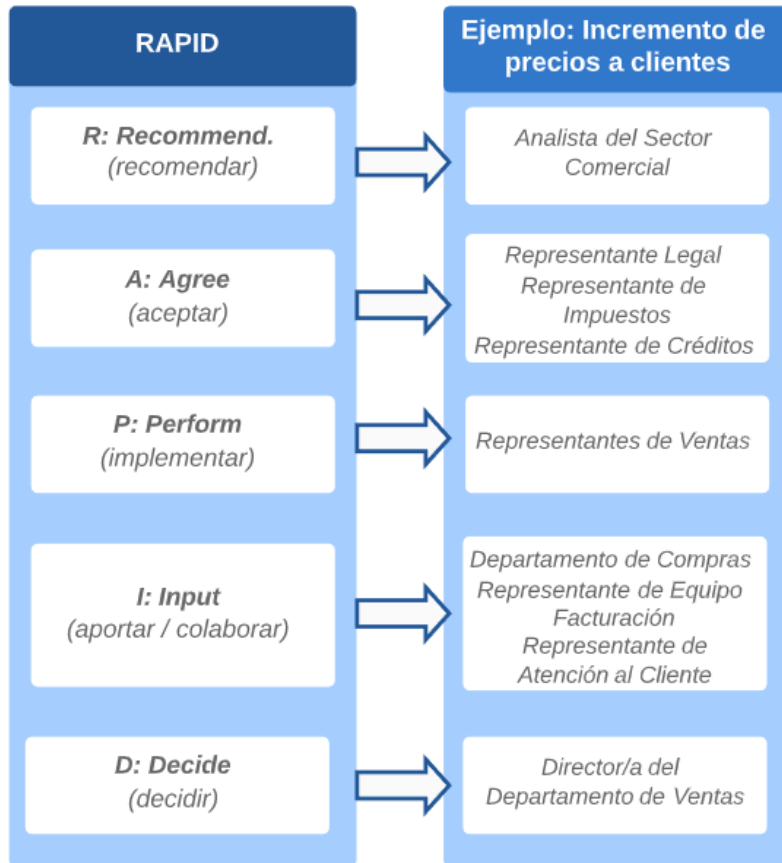 RAPID
Ejemplo: Incremento de
precios a clientes
R: Recommend.
(recomendar)
Analista del Sector
Comercial
A: Agree
(aceptar)
Representante Legal
Representante de
Impuestos
Representante de Créditos
P: Perform
(implementar)
Representantes de Ventas
I: Input
(aportar / colaborar)
Departamento de Compras
Representante de Equipo
Facturación
Representante de
Atención al Cliente
D: Decide
(decidir)
Director/a del
Departamento de Ventas